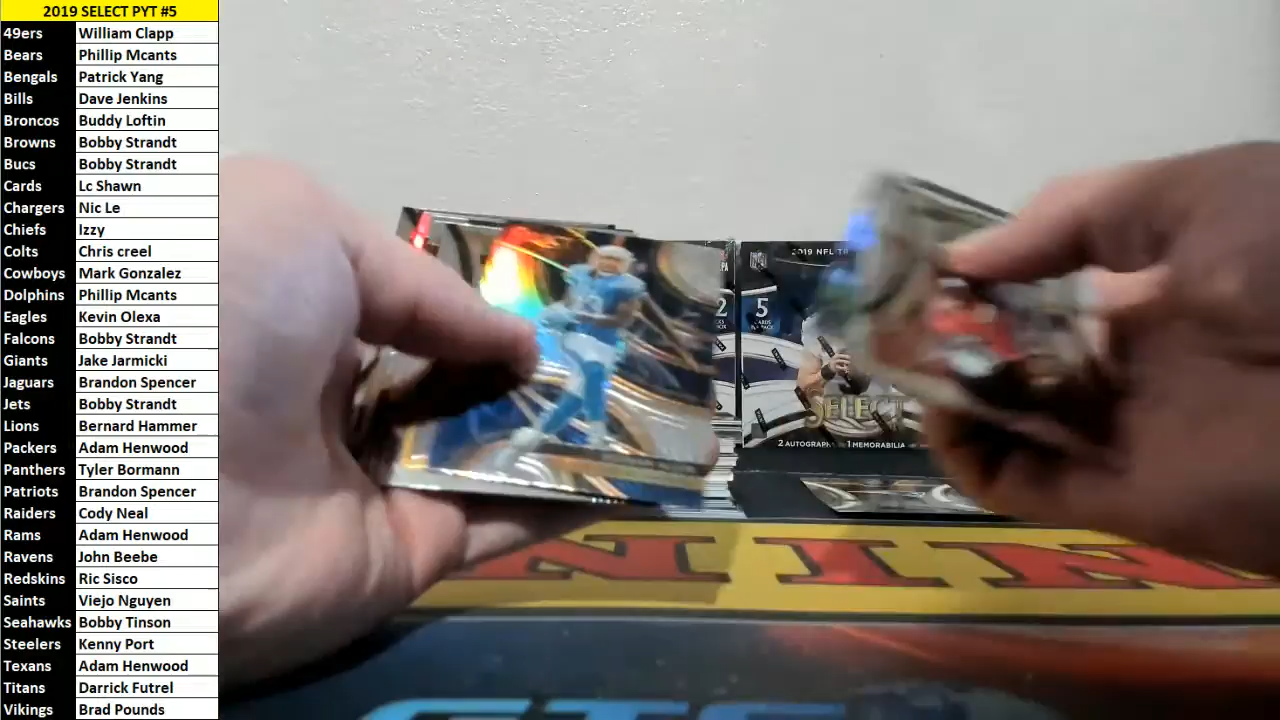 2019 SELECT PYT #5
49ers William Clapp
Bears Phillip Mcants
Bengals Patrick Yang
Bills Dave Jenkins
Broncos Buddy Loftin
Browns Bobby Strandt
Bucs Bobby Strandt
Cards Lc Shawn
Chargers Nic Le
Chiefs Izzy
Colts Chris creel
Cowboys Mark Gonzalez
Dolphins Phillip Mcants
Eagles Kevin Olexa
Falcons Bobby Strandt
Giants Jake Jarmicki
Jaguars Brandon Spencer
Jets Bobby Strandt
Lions Bernard Hammer
Packers Adam Henwood
Panthers Tyler Bormann
Patriots Brandon Spencer
Raiders Cody Neal
Rams Adam Henwood
Ravens John Beebe
Redskins Ric Sisco
Saints Viejo Nguyen
Seahawks Bobby Tinson
Steelers Kenny Port
Texans Adam Henwood
Titans Darrick Futrel
Vikings Brad Pounds
2019 NFL
2 5
CARDS
SELECT
2 AUTOGRAPH 1 MEMORABILIA
NINI